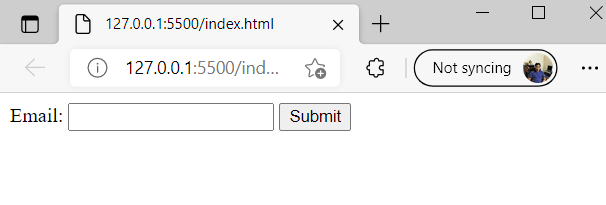 127.0.0.1:5500/index.html
127.0.0.1:5500/ind...
Not syncing
Email: Submit